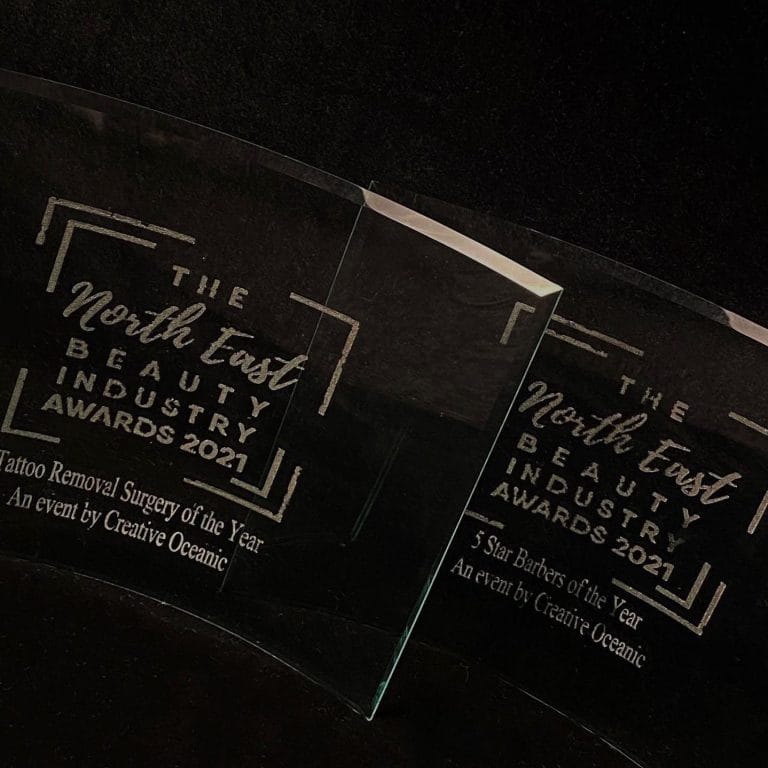 THE
North East
BEAUTY
INDUSTRY
AWARDS 2021
Tattoo Removal Surgery of the Year
An event by Creative Oceanic
THE
North East
BEAUTY
INDUSTRY
AWARDS 2021
5 Star Barbers of the Year
An event by Creative Oceanic